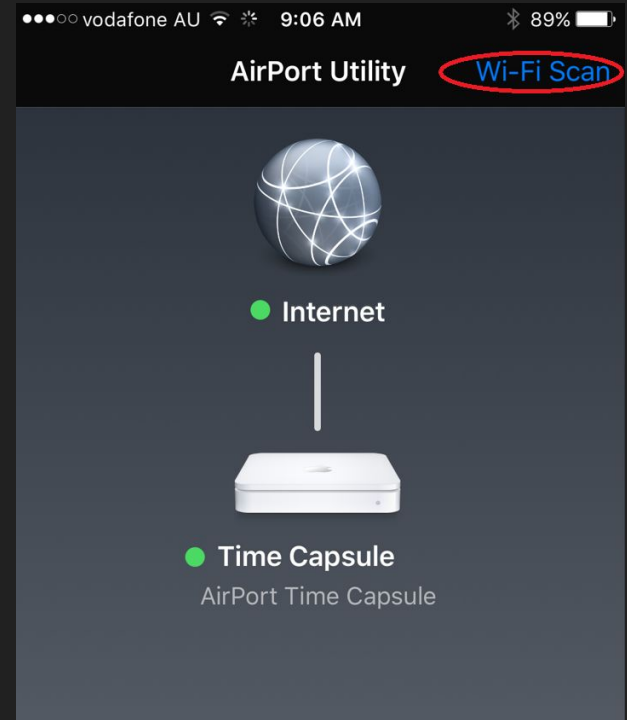 vodafone AU 9:06 AM 89%
AirPort Utility Wi-Fi Scan
Internet
Time Capsule
AirPort Time Capsule